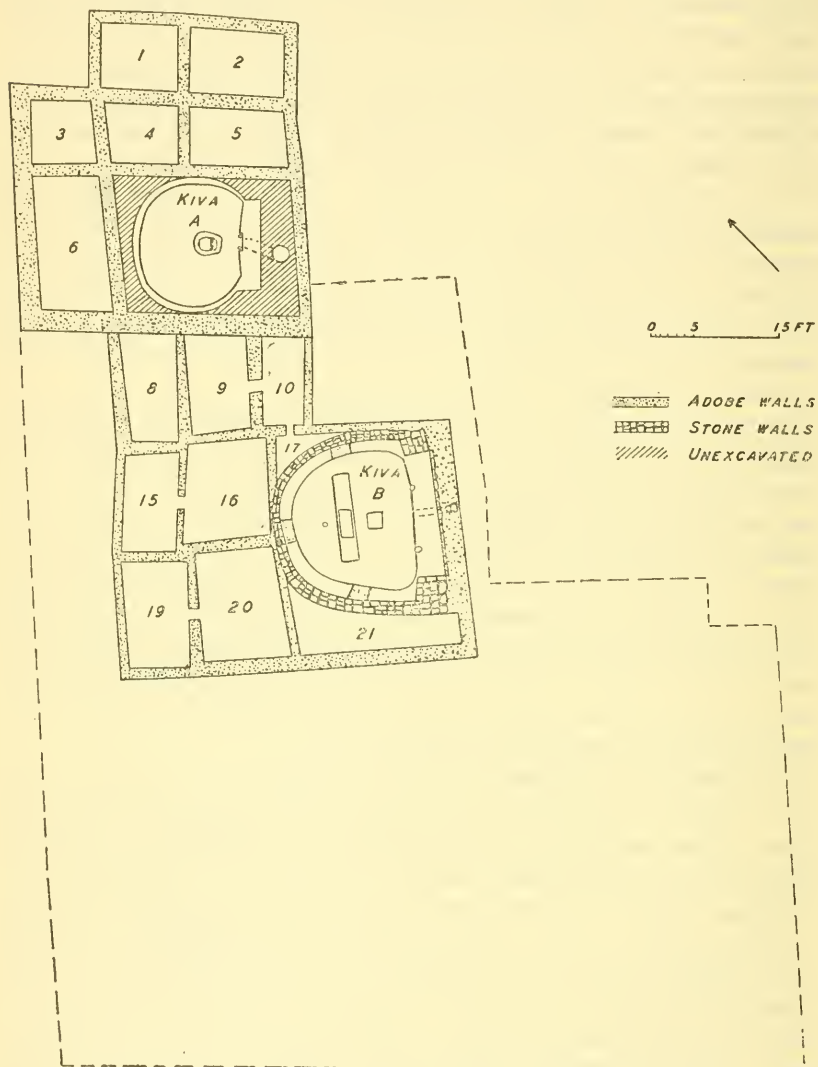 1
2
3
4
5
KIVA
A
6
0 5 15 FT
8
9
10
ADOBE WALLS
STONE WALLS
UNEXCAVATED
17
KIVA
B
15
16
19
20
21